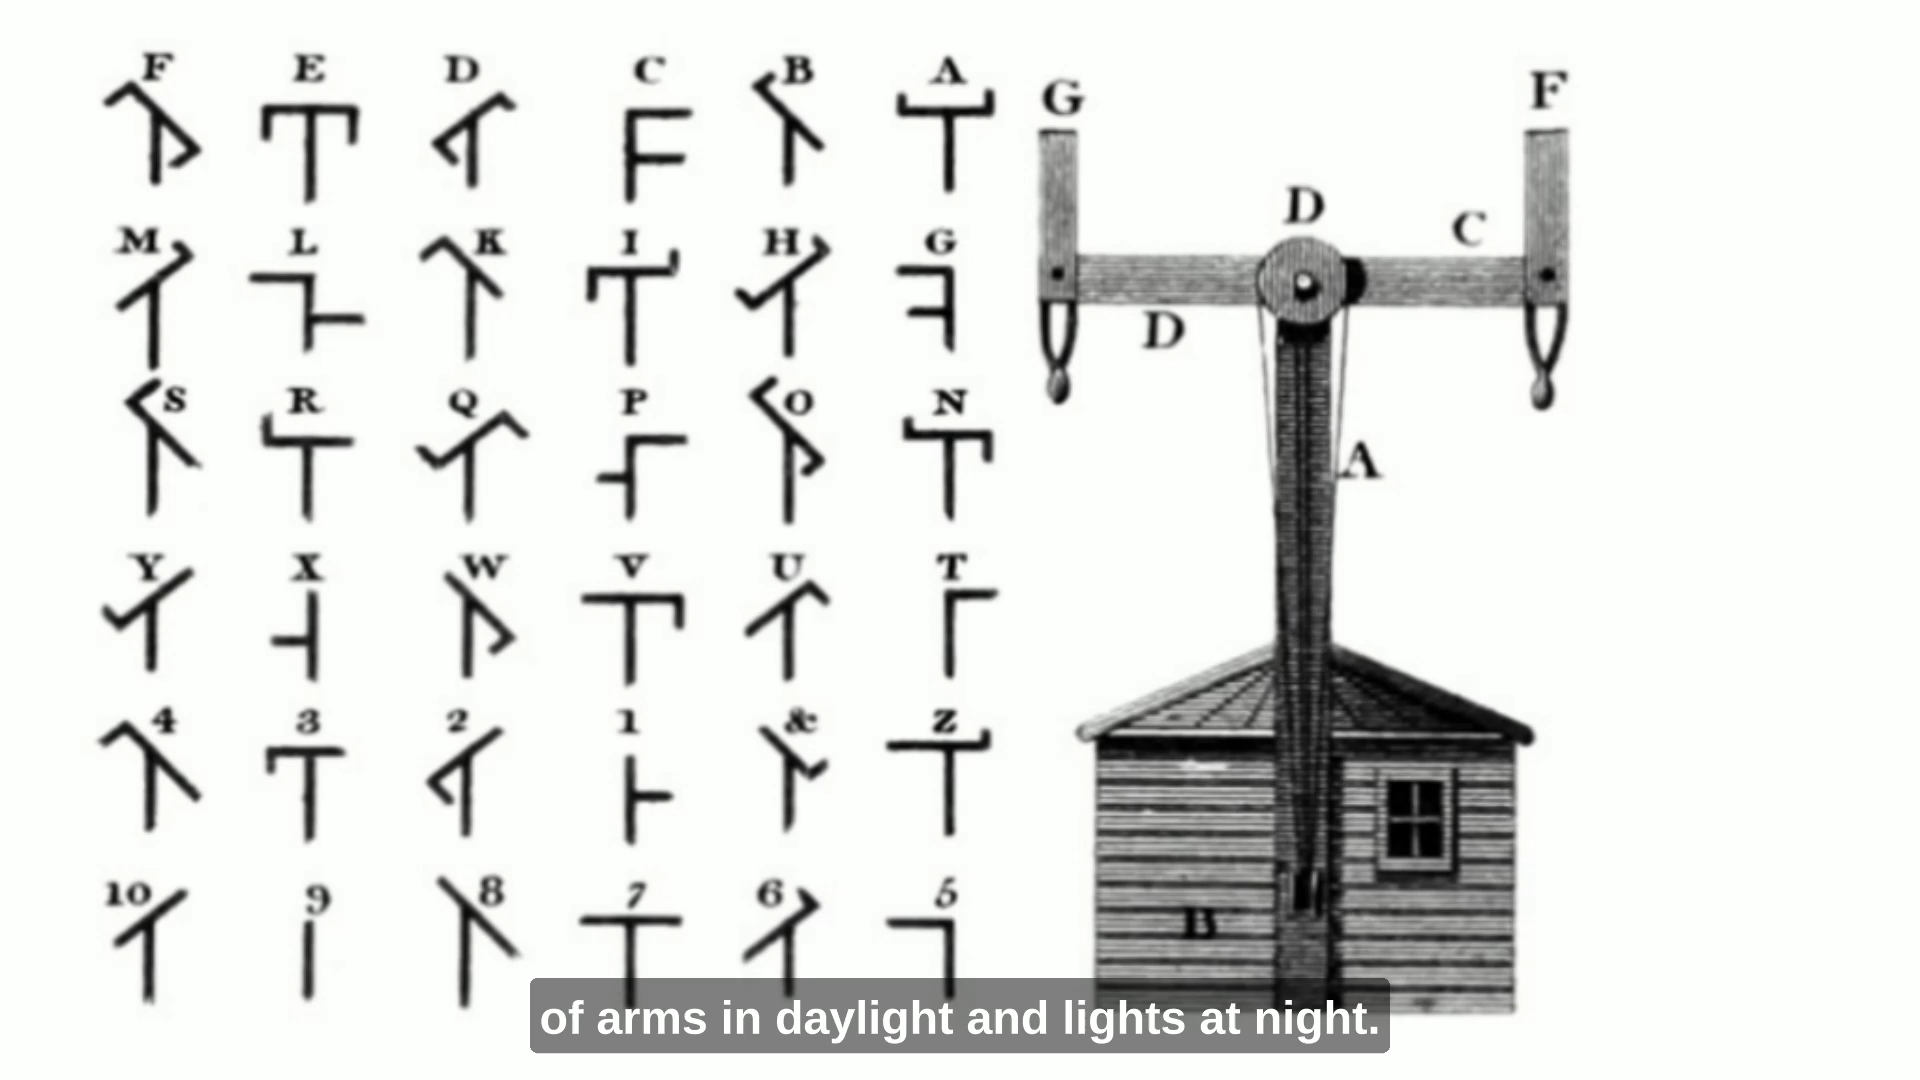 F E D C B A
M L K I H G
S R Q P O N
Y X W V U T
4 3 2 1 & Z
10 9 8 7 6 5
G F
D C
D
A
B
of arms in daylight and lights at night.